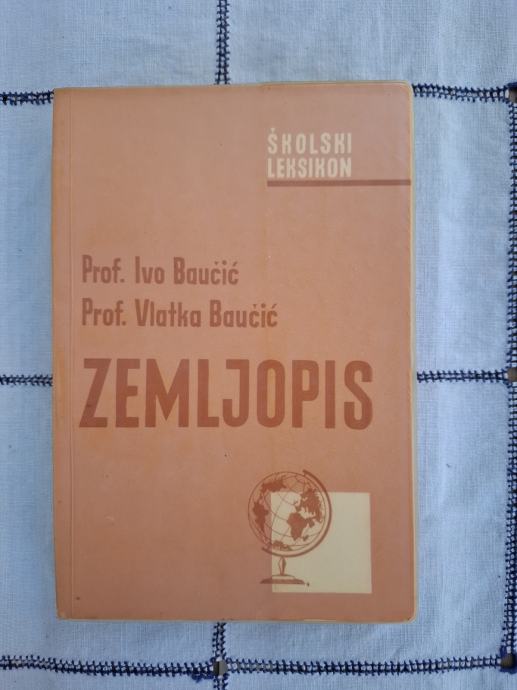 ŠKOLSKI
LEKSIKON
Prof. Ivo Baučić
Prof. Vlatka Baučić
ZEMLJOPIS